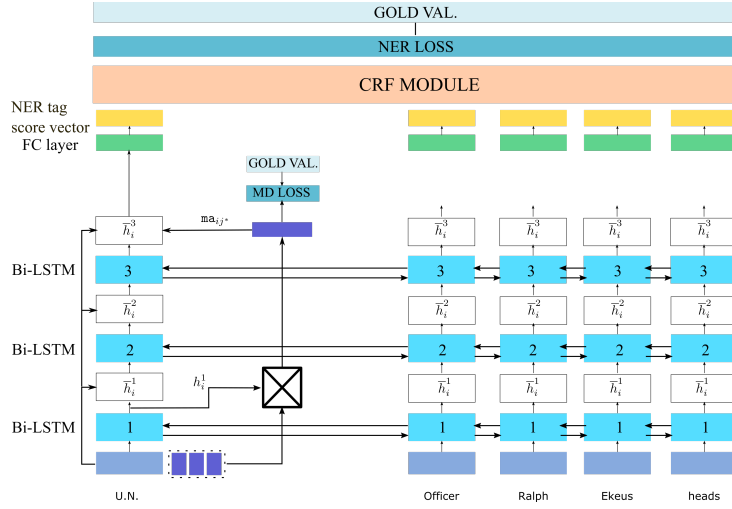 GOLD VAL.
NER LOSS
CRF MODULE
NER tag
score vector
FC layer
GOLD VAL.
MD LOSS
ma_{ij*}
h̅_i^3 h̅_i^3 h̅_i^3 h̅_i^3 h̅_i^3
Bi-LSTM 3 3 3 3 3
h̅_i^2 h̅_i^2 h̅_i^2 h̅_i^2 h̅_i^2
Bi-LSTM 2 2 2 2 2
h̅_i^1 h_i^1 h̅_i^1 h̅_i^1 h̅_i^1 h̅_i^1
Bi-LSTM 1 1 1 1 1
U.N. Officer Ralph Ekeus heads